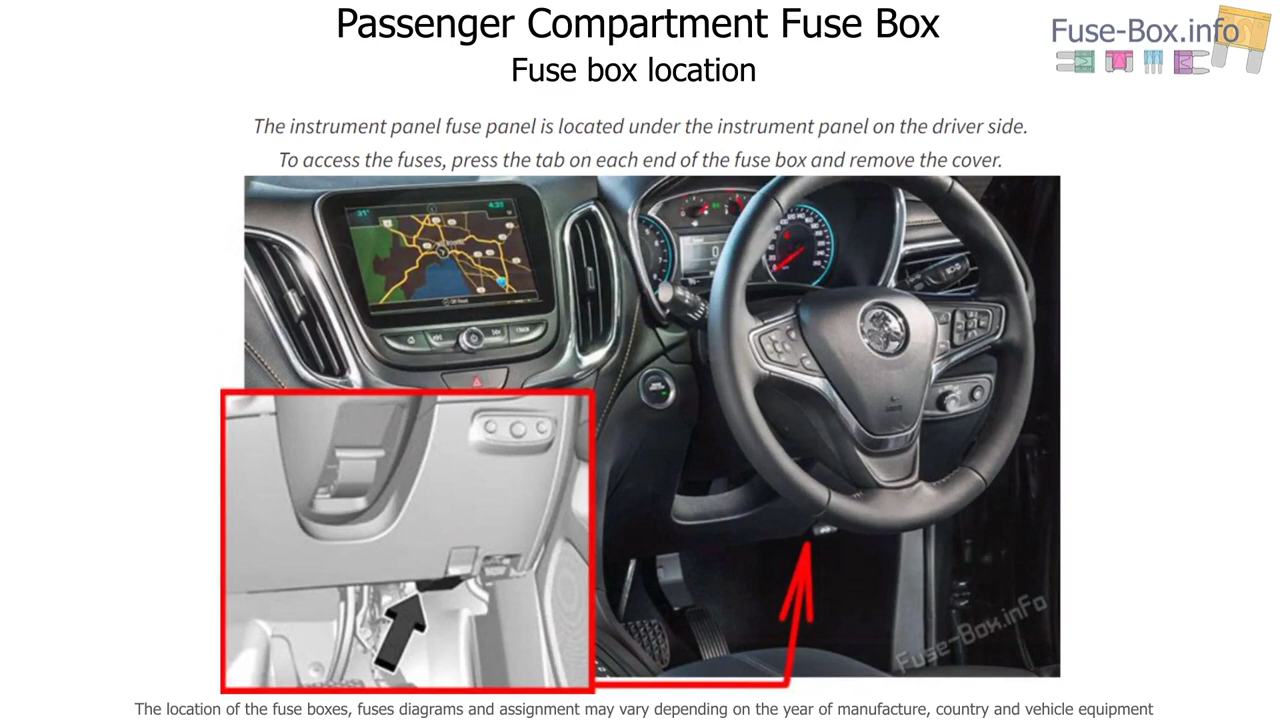 Passenger Compartment Fuse Box
Fuse-Box.info
Fuse box location
The instrument panel fuse panel is located under the instrument panel on the driver side.
To access the fuses, press the tab on each end of the fuse box and remove the cover.
31°
4:31
Fuse-Box.info
The location of the fuse boxes, fuses diagrams and assignment may vary depending on the year of manufacture, country and vehicle equipment